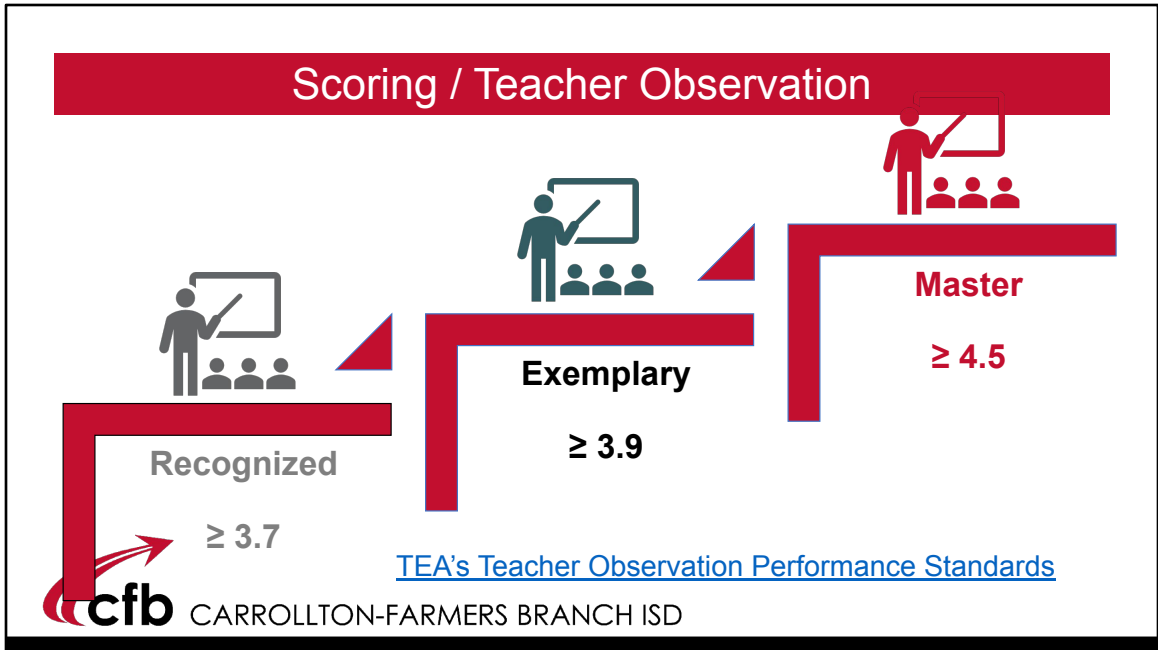 Scoring / Teacher Observation
Master
≥ 4.5
Exemplary
≥ 3.9
Recognized
≥ 3.7
TEA's Teacher Observation Performance Standards
cfb CARROLLTON-FARMERS BRANCH ISD